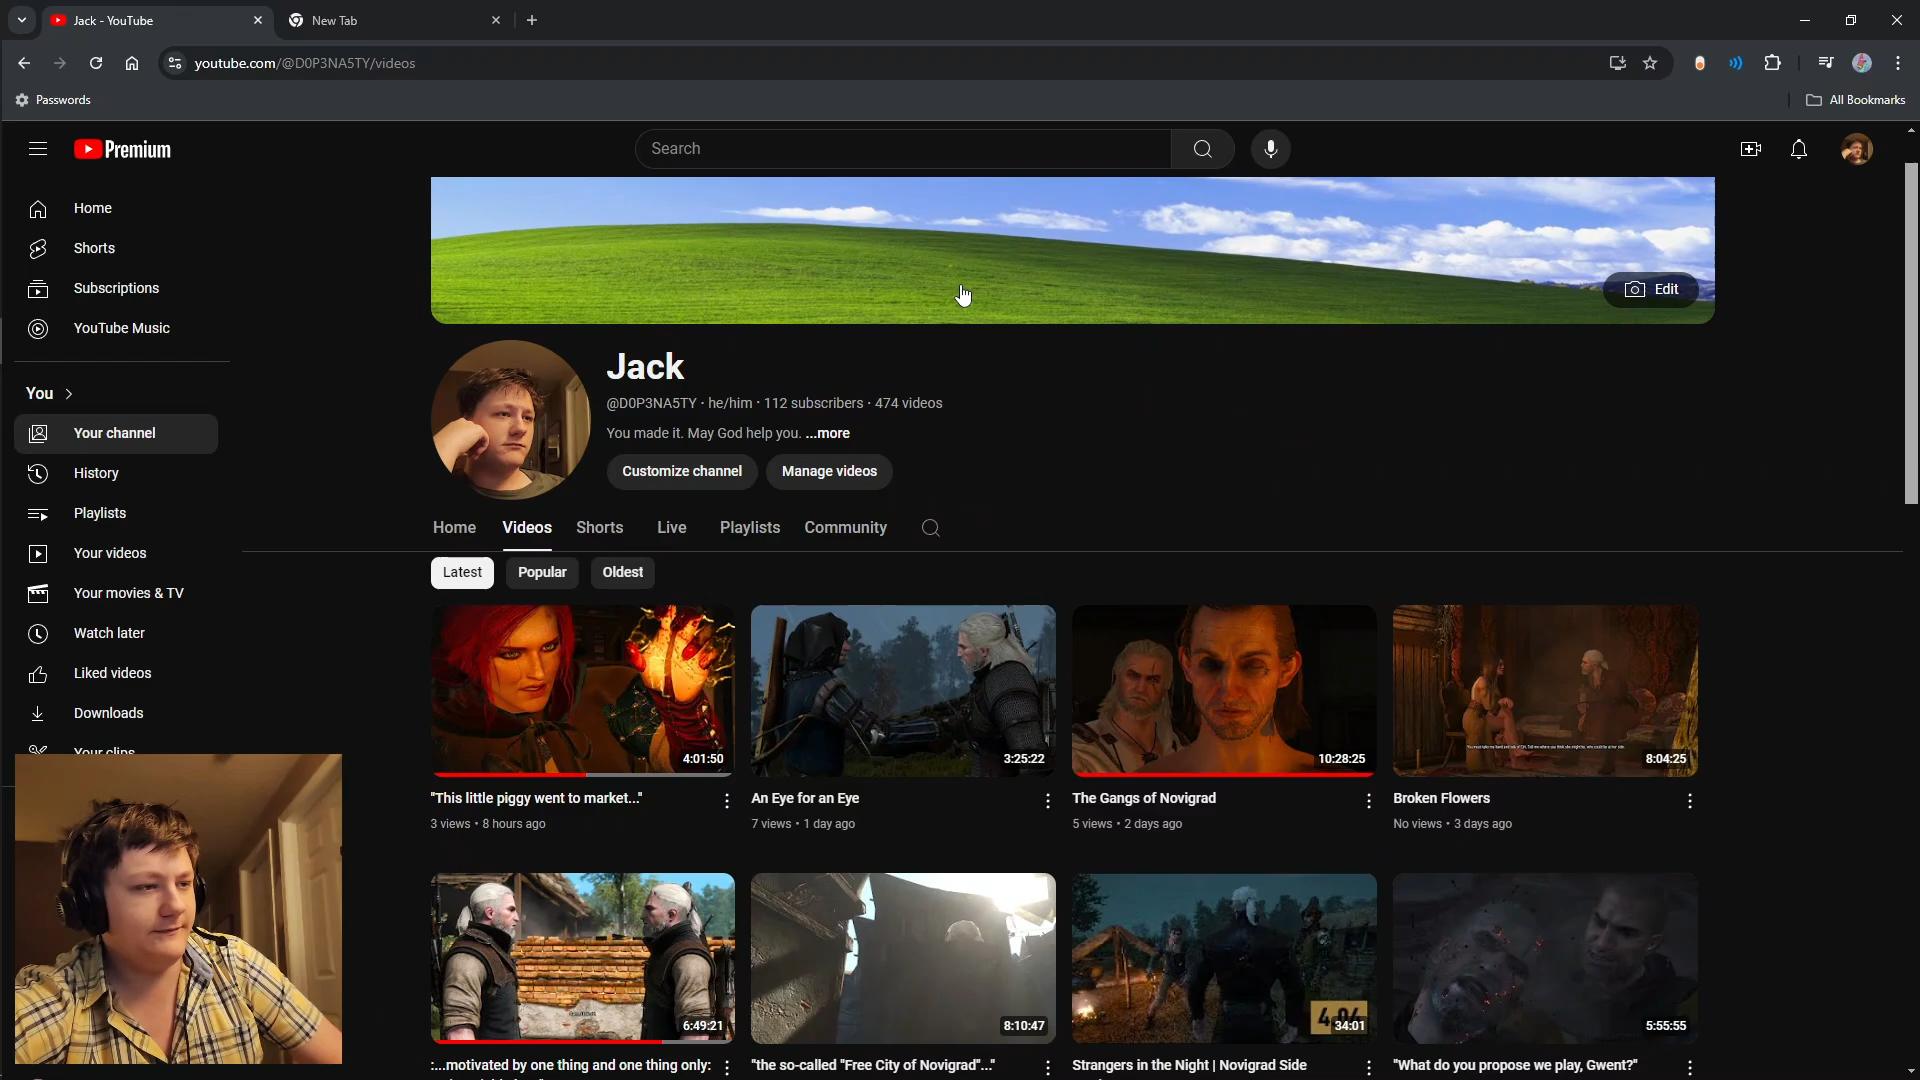 Jack - YouTube
New Tab
youtube.com/@D0P3NA5TY/videos
Passwords
All Bookmarks
Premium
Search
Home
Shorts
Subscriptions
YouTube Music
You
Your channel
History
Playlists
Your videos
Your movies & TV
Watch later
Liked videos
Downloads
Your clips
Edit
Jack
@D0P3NA5TY • he/him • 112 subscribers • 474 videos
You made it. May God help you. ...more
Customize channel
Manage videos
Home
Videos
Shorts
Live
Playlists
Community
Latest
Popular
Oldest
4:01:50
3:25:22
10:28:25
8:04:25
"This little piggy went to market..."
3 views • 8 hours ago
An Eye for an Eye
7 views • 1 day ago
The Gangs of Novigrad
5 views • 2 days ago
Broken Flowers
No views • 3 days ago
6:49:21
8:10:47
34:01
5:55:55
:...motivated by one thing and one thing only:
"the so-called "Free City of Novigrad"..."
Strangers in the Night | Novigrad Side
"What do you propose we play, Gwent?"